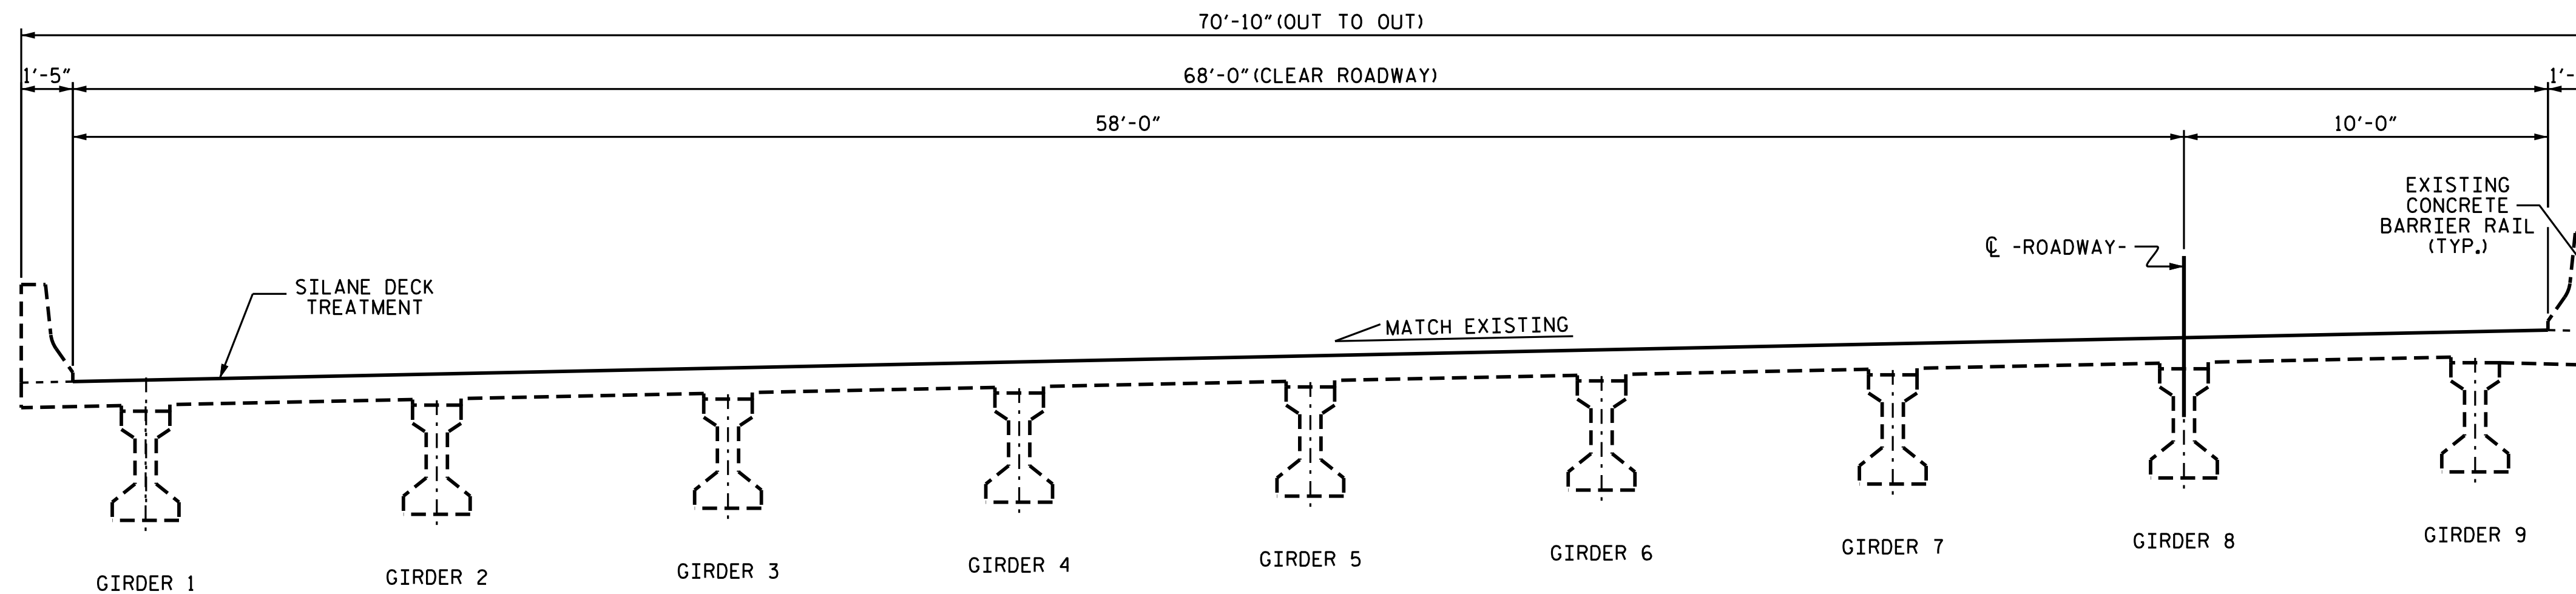 70'-10" (OUT TO OUT)
1'-5"
68'-0" (CLEAR ROADWAY)
1'-
58'-0"
10'-0"
EXISTING
CONCRETE
BARRIER RAIL
(TYP.)
℄ -ROADWAY-
SILANE DECK
TREATMENT
MATCH EXISTING
GIRDER 1
GIRDER 2
GIRDER 3
GIRDER 4
GIRDER 5
GIRDER 6
GIRDER 7
GIRDER 8
GIRDER 9